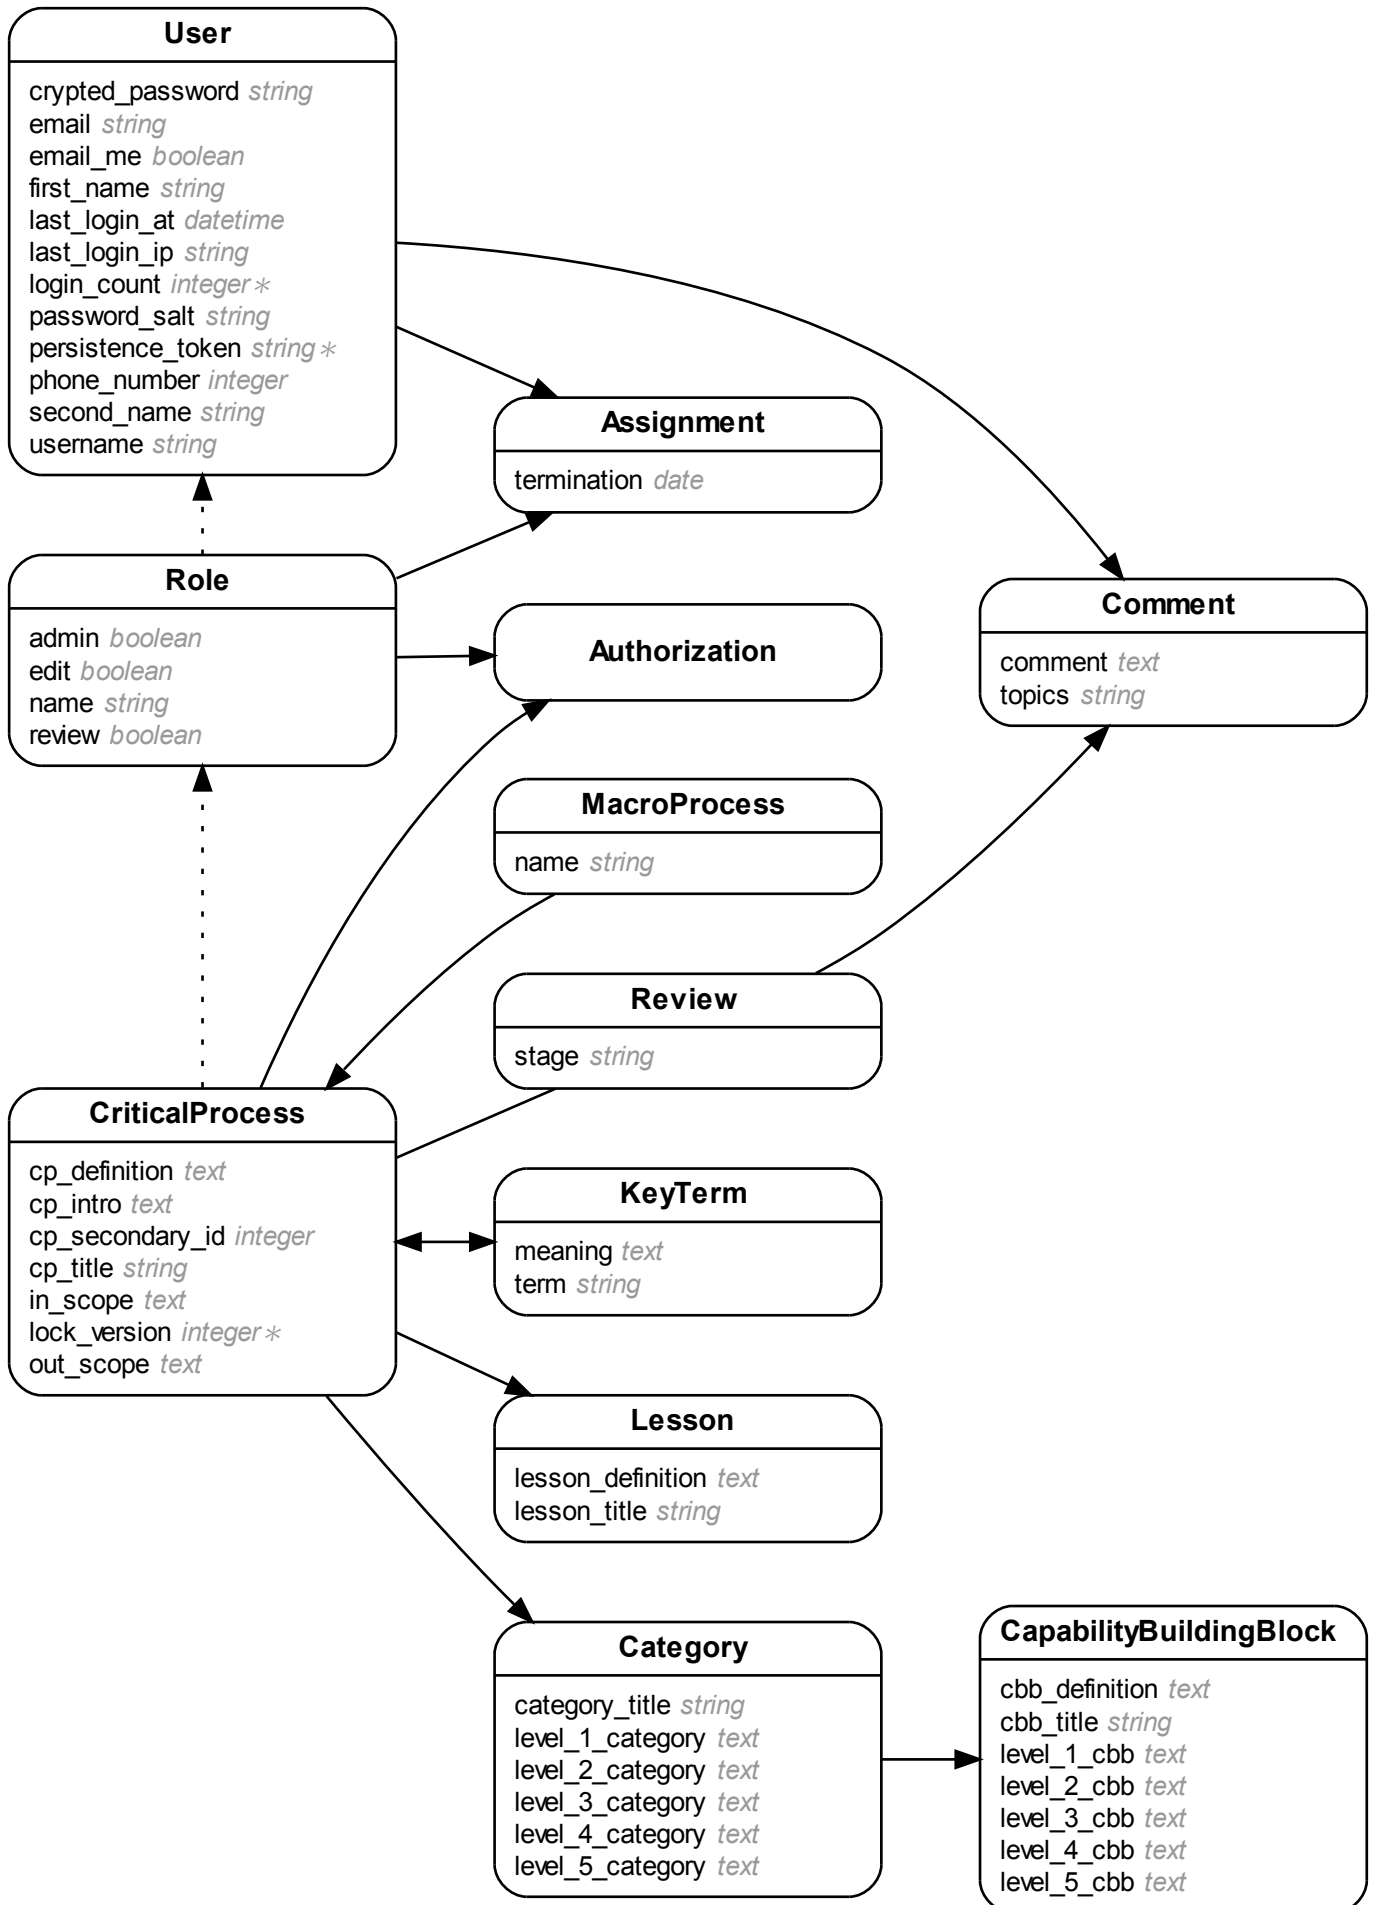 User
crypted_password string
email string
email_me boolean
first_name string
last_login_at datetime
last_login_ip string
login_count integer∗
password_salt string
persistence_token string∗
phone_number integer
second_name string
username string
Assignment
termination date
Role
admin boolean
edit boolean
name string
review boolean
Authorization
Comment
comment text
topics string
MacroProcess
name string
Review
stage string
CriticalProcess
cp_definition text
cp_intro text
cp_secondary_id integer
cp_title string
in_scope text
lock_version integer∗
out_scope text
KeyTerm
meaning text
term string
Lesson
lesson_definition text
lesson_title string
Category
category_title string
level_1_category text
level_2_category text
level_3_category text
level_4_category text
level_5_category text
CapabilityBuildingBlock
cbb_definition text
cbb_title string
level_1_cbb text
level_2_cbb text
level_3_cbb text
level_4_cbb text
level_5_cbb text